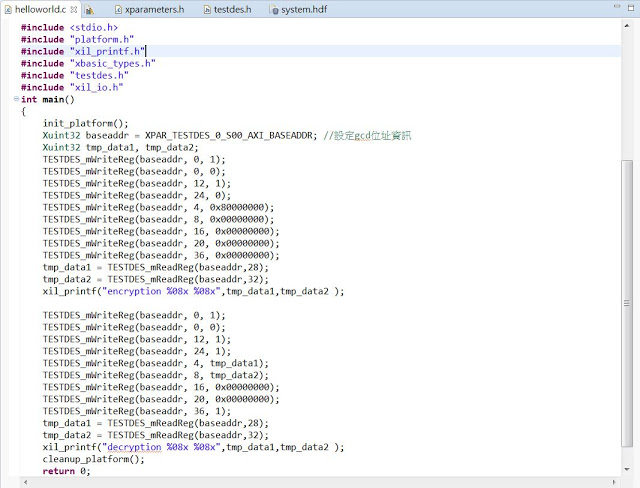 helloworld.c
xparameters.h
testdes.h
system.hdf
#include <stdio.h>
#include "platform.h"
#include "xil_printf.h"
#include "xbasic_types.h"
#include "testdes.h"
#include "xil_io.h"
int main()
{
    init_platform();
    Xuint32 baseaddr = XPAR_TESTDES_0_S00_AXI_BASEADDR; //設定gcd位址資訊
    Xuint32 tmp_data1, tmp_data2;
    TESTDES_mWriteReg(baseaddr, 0, 1);
    TESTDES_mWriteReg(baseaddr, 0, 0);
    TESTDES_mWriteReg(baseaddr, 12, 1);
    TESTDES_mWriteReg(baseaddr, 24, 0);
    TESTDES_mWriteReg(baseaddr, 4, 0x80000000);
    TESTDES_mWriteReg(baseaddr, 8, 0x00000000);
    TESTDES_mWriteReg(baseaddr, 16, 0x00000000);
    TESTDES_mWriteReg(baseaddr, 20, 0x00000000);
    TESTDES_mWriteReg(baseaddr, 36, 0x00000000);
    tmp_data1 = TESTDES_mReadReg(baseaddr,28);
    tmp_data2 = TESTDES_mReadReg(baseaddr,32);
    xil_printf("encryption %08x %08x",tmp_data1,tmp_data2 );
    TESTDES_mWriteReg(baseaddr, 0, 1);
    TESTDES_mWriteReg(baseaddr, 0, 0);
    TESTDES_mWriteReg(baseaddr, 12, 1);
    TESTDES_mWriteReg(baseaddr, 24, 1);
    TESTDES_mWriteReg(baseaddr, 4, tmp_data1);
    TESTDES_mWriteReg(baseaddr, 8, tmp_data2);
    TESTDES_mWriteReg(baseaddr, 16, 0x00000000);
    TESTDES_mWriteReg(baseaddr, 20, 0x00000000);
    TESTDES_mWriteReg(baseaddr, 36, 1);
    tmp_data1 = TESTDES_mReadReg(baseaddr,28);
    tmp_data2 = TESTDES_mReadReg(baseaddr,32);
    xil_printf("decryption %08x %08x",tmp_data1,tmp_data2 );
    cleanup_platform();
    return 0;